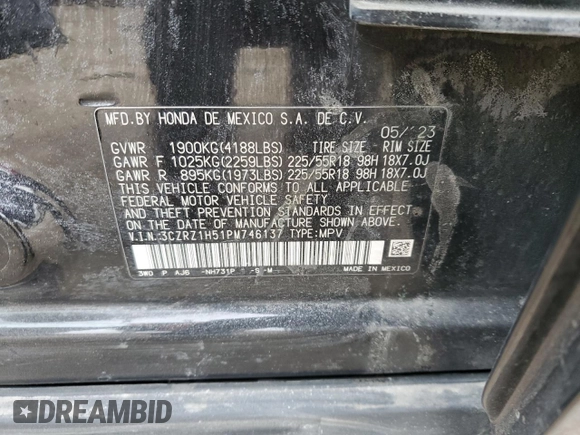 MFD.BY HONDA DE MEXICO S.A. DE C.V.
05/'23
GVWR 1900KG(4188LBS) TIRE SIZE RIM SIZE
GAWR F 1025KG(2259LBS) 225/55R18 98H 18X7.0J
GAWR R 895KG(1973LBS) 225/55R18 98H 18X7.0J
THIS VEHICLE CONFORMS TO ALL APPLICABLE
FEDERAL MOTOR VEHICLE SAFETY
AND THEFT PREVENTION STANDARDS IN EFFECT
ON THE DATE OF MANUFACTURE SHOWN ABOVE.
V.I.N.:3CZRZ1H51PM746137 TYPE:MPV
3W0 P AJ6 -NH731P -S-M
DREAMBID